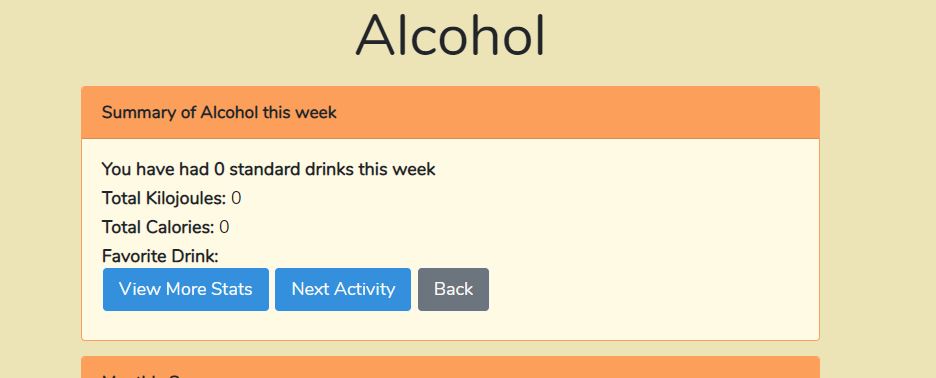 Alcohol
Summary of Alcohol this week
You have had 0 standard drinks this week
Total Kilojoules: 0
Total Calories: 0
Favorite Drink:
View More Stats Next Activity Back